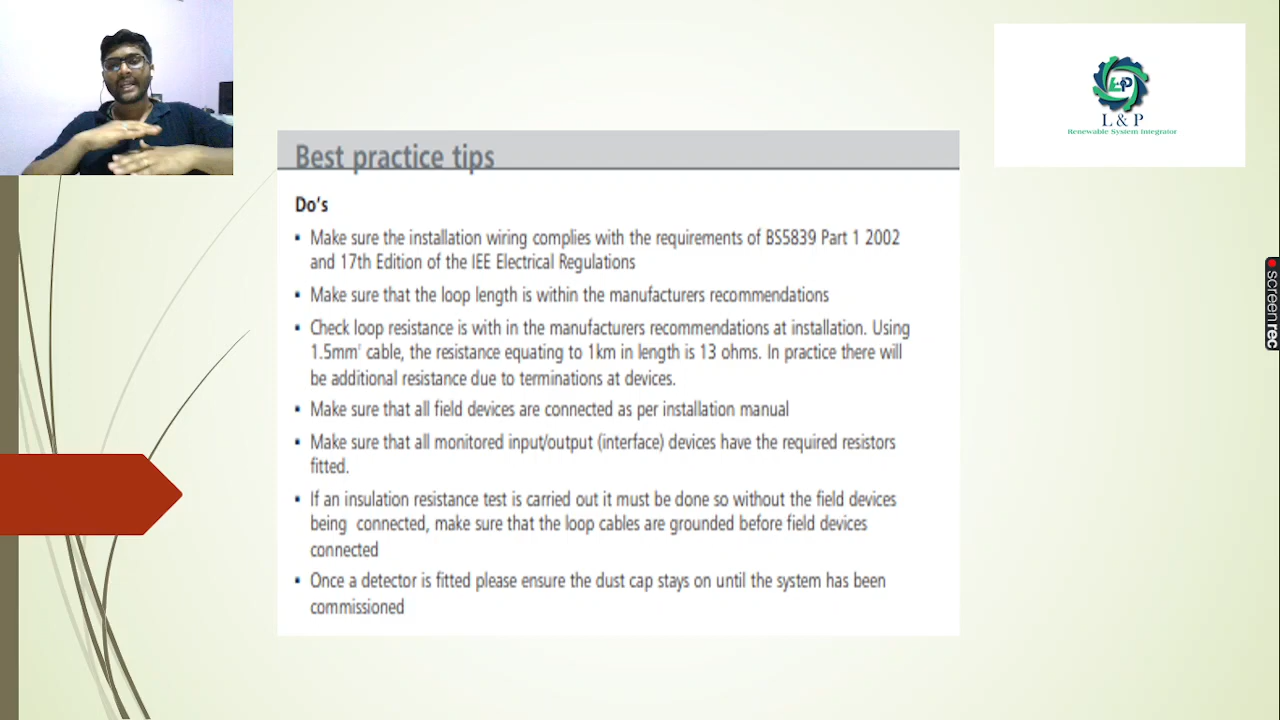 L & P
Renewable System Integrator
Best practice tips
Do's
▪ Make sure the installation wiring complies with the requirements of BS5839 Part 1 2002
and 17th Edition of the IEE Electrical Regulations
▪ Make sure that the loop length is within the manufacturers recommendations
▪ Check loop resistance is with in the manufacturers recommendations at installation. Using
1.5mm² cable, the resistance equating to 1km in length is 13 ohms. In practice there will
be additional resistance due to terminations at devices.
▪ Make sure that all field devices are connected as per installation manual
▪ Make sure that all monitored input/output (interface) devices have the required resistors
fitted.
▪ If an insulation resistance test is carried out it must be done so without the field devices
being connected, make sure that the loop cables are grounded before field devices
connected
▪ Once a detector is fitted please ensure the dust cap stays on until the system has been
commissioned
screenrec